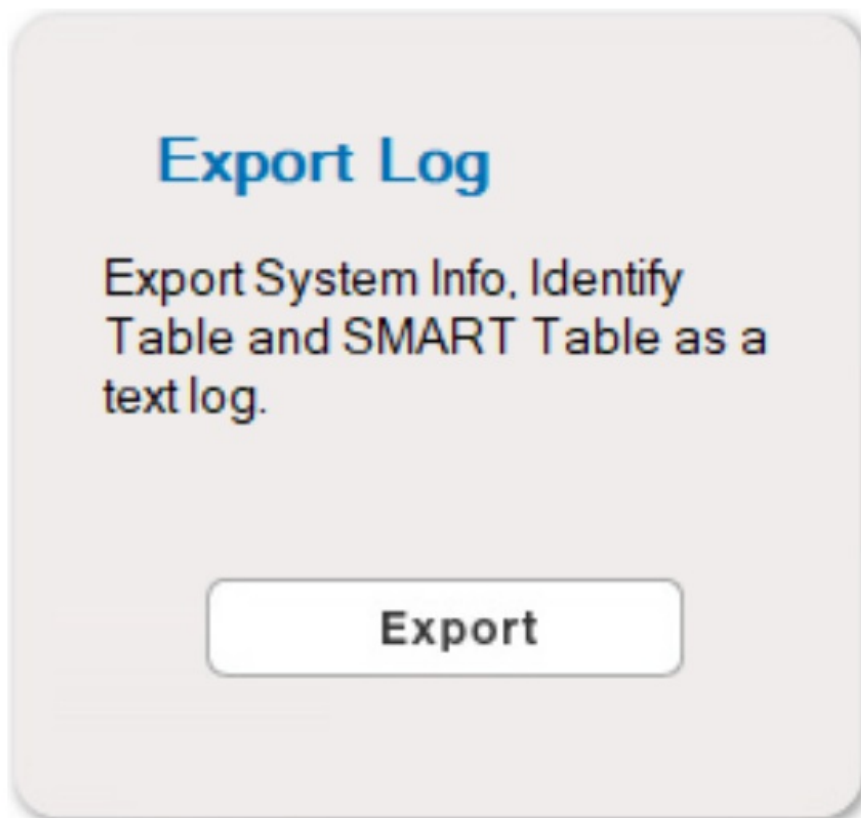 Export Log
Export System Info, Identify
Table and SMART Table as a
text log.
Export